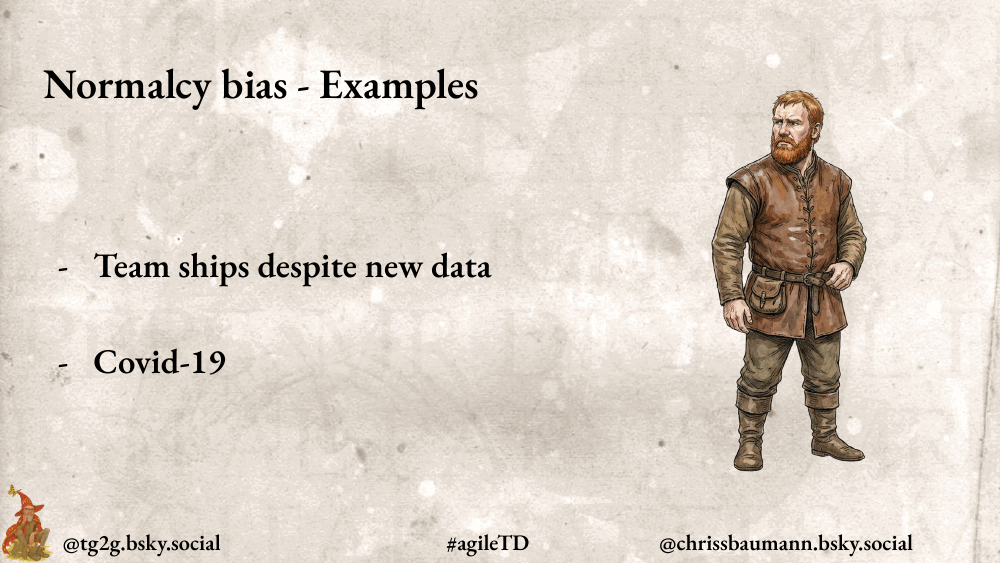 Normalcy bias - Examples
- Team ships despite new data
- Covid-19
@tg2g.bsky.social
#agileTD
@chrissbaumann.bsky.social